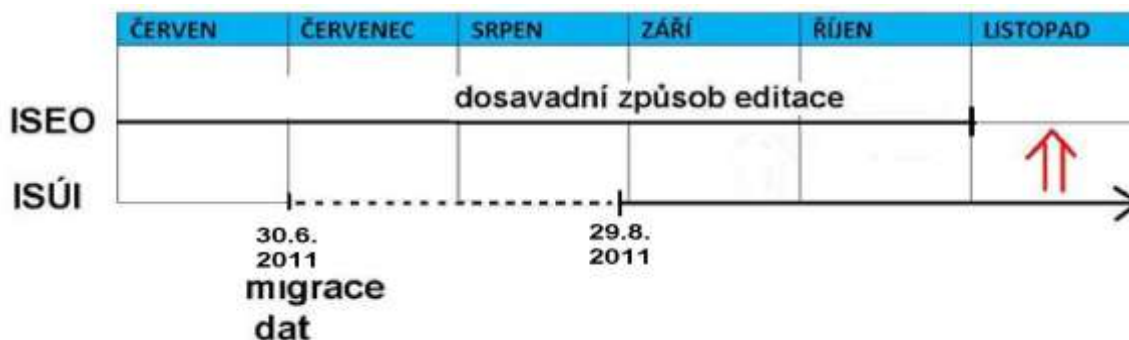 ČERVEN ČERVENEC SRPEN ZÁŘÍ ŘÍJEN LISTOPAD
dosavadní způsob editace
ISEO
ISÚI
30.6.
2011
29.8.
2011
migrace
dat